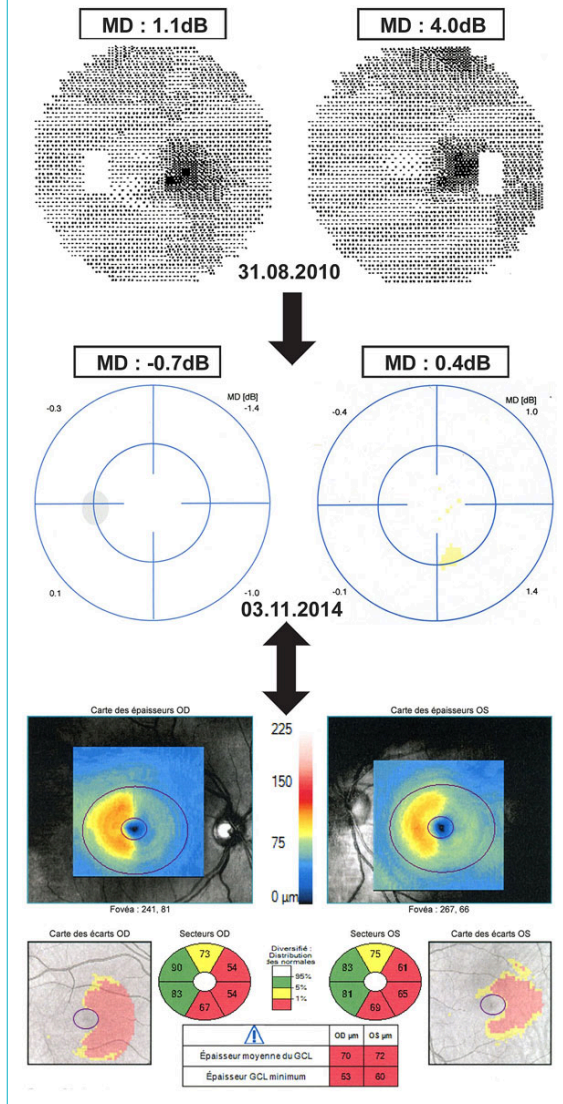 MD : 1.1dB
MD : 4.0dB
31.08.2010
MD : -0.7dB
MD : 0.4dB
MD [dB]
-0.3
-1.4
0.1
-1.0
MD [dB]
-0.4
1.0
-0.1
1.4
03.11.2014
Carte des épaisseurs OD
Carte des épaisseurs OS
225
150
75
0 µm
Fovéa : 241, 81
Fovéa : 267, 66
Carte des écarts OD
Secteurs OD
Diversifié :
Distribution
des normales
Secteurs OS
Carte des écarts OS
73
90
54
83
54
67
95%
5%
1%
75
83
61
81
65
69
OD µm
OS µm
Épaisseur moyenne du GCL
70
72
Épaisseur GCL minimum
53
60